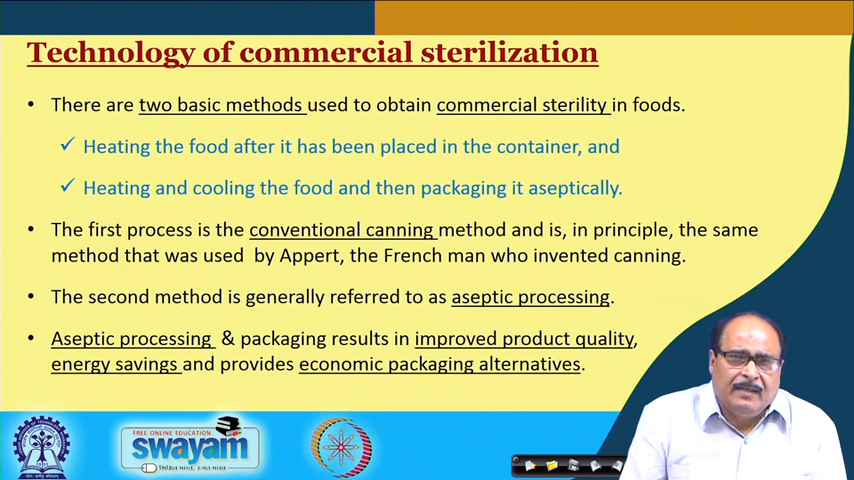 Technology of commercial sterilization
• There are two basic methods used to obtain commercial sterility in foods.
✓ Heating the food after it has been placed in the container, and
✓ Heating and cooling the food and then packaging it aseptically.
• The first process is the conventional canning method and is, in principle, the same
method that was used by Appert, the French man who invented canning.
• The second method is generally referred to as aseptic processing.
• Aseptic processing & packaging results in improved product quality,
energy savings and provides economic packaging alternatives.
FREE ONLINE EDUCATION
swayam